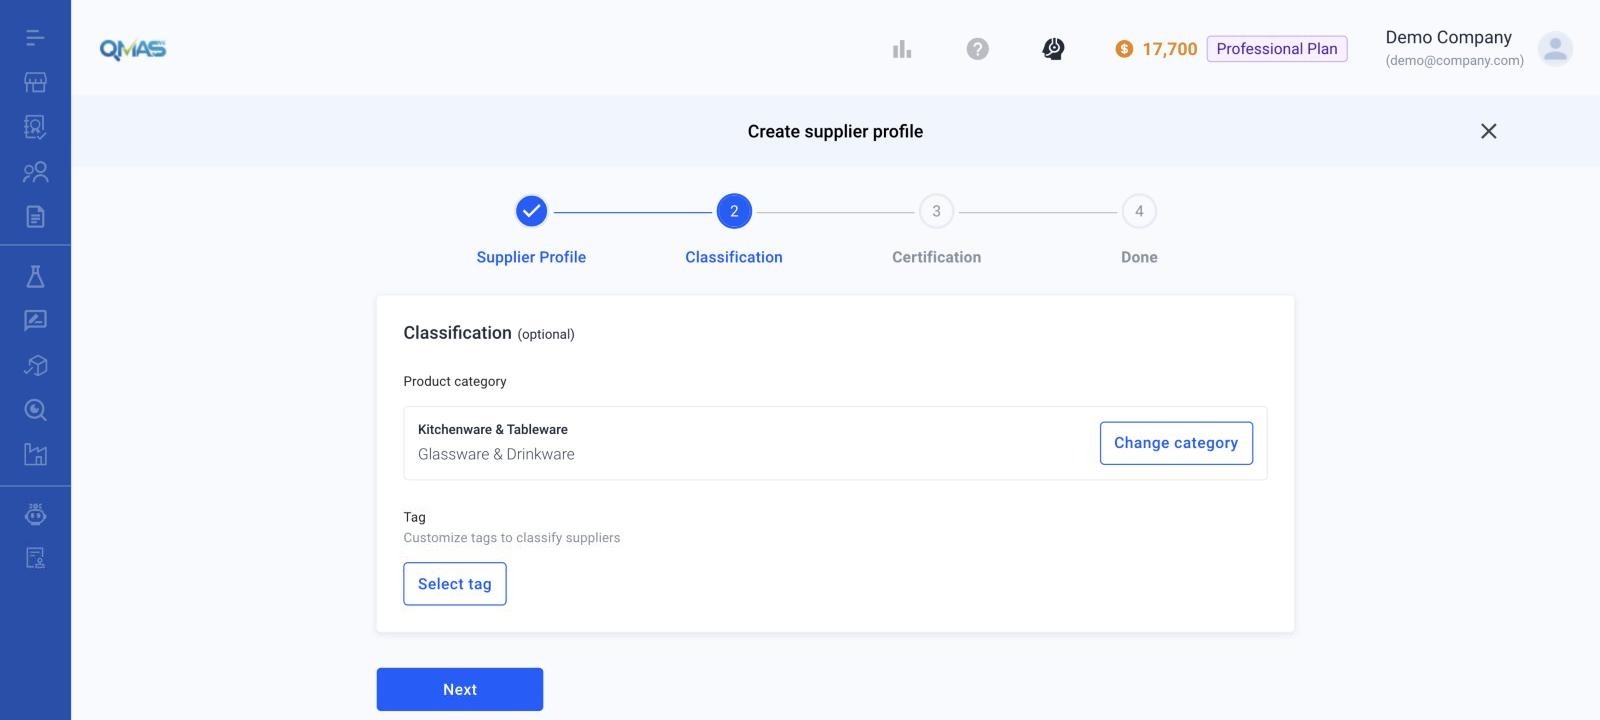 QMAS
17,700
Professional Plan
Demo Company
(demo@company.com)
Create supplier profile
2
3
4
Supplier Profile
Classification
Certification
Done
Classification (optional)
Product category
Kitchenware & Tableware
Glassware & Drinkware
Change category
Tag
Customize tags to classify suppliers
Select tag
Next